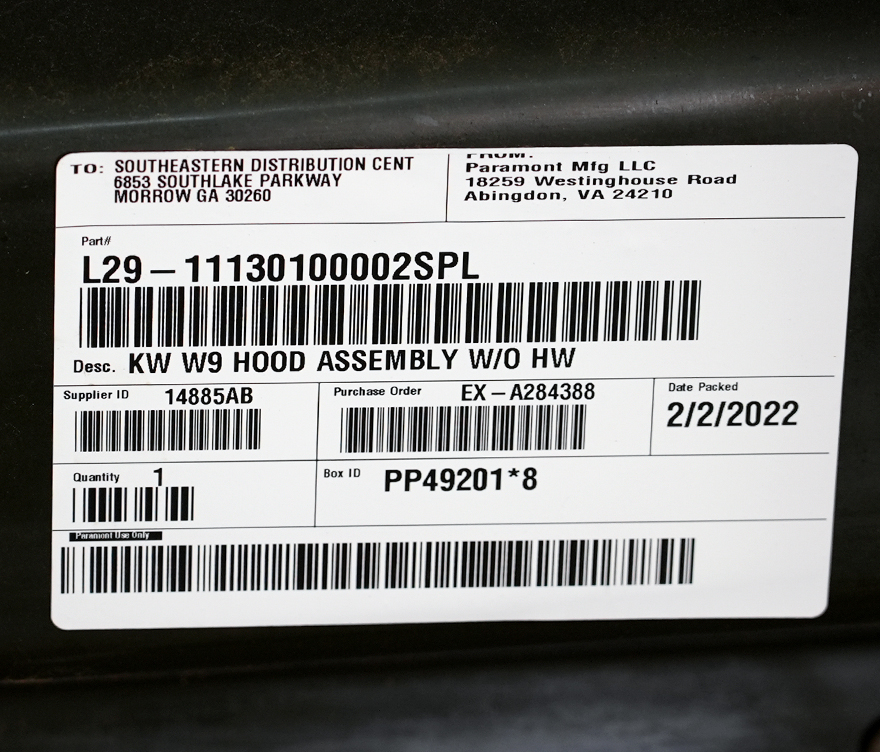 TO: SOUTHEASTERN DISTRIBUTION CENT
6853 SOUTHLAKE PARKWAY
MORROW GA 30260
FROM:
Paramont Mfg LLC
18259 Westinghouse Road
Abingdon, VA 24210
Part#
L29-11130100002SPL
Desc. KW W9 HOOD ASSEMBLY W/O HW
Supplier ID 14885AB
Purchase Order EX-A284388
Date Packed
2/2/2022
Quantity 1
Box ID PP49201*8
Paramont Use Only